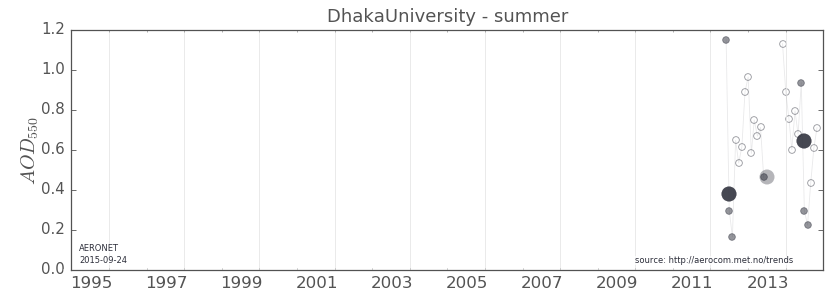 DhakaUniversity - summer
1.2
1.0
0.8
0.6
0.4
0.2
0.0
AOD550
AERONET
2015-09-24
source: http://aerocom.met.no/trends
1995 1997 1999 2001 2003 2005 2007 2009 2011 2013